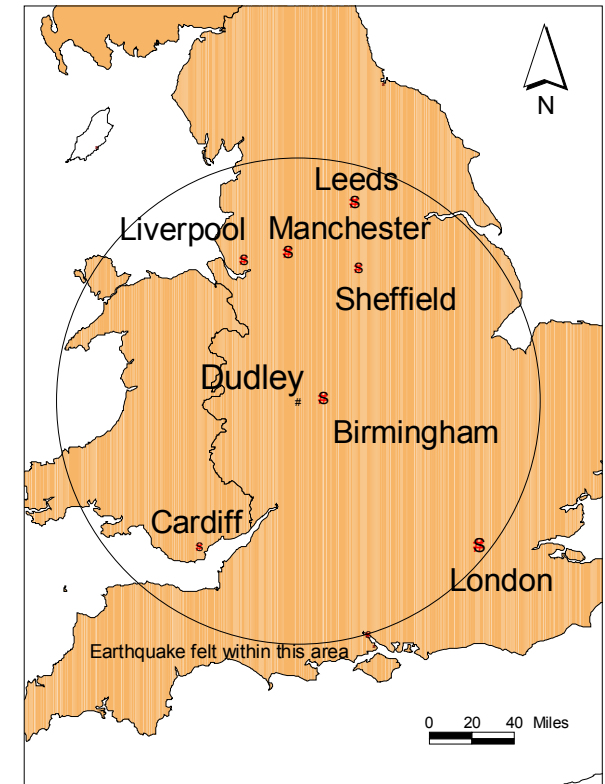 N
Leeds
Liverpool
Manchester
Sheffield
Dudley
Birmingham
Cardiff
London
Earthquake felt within this area
0 20 40 Miles